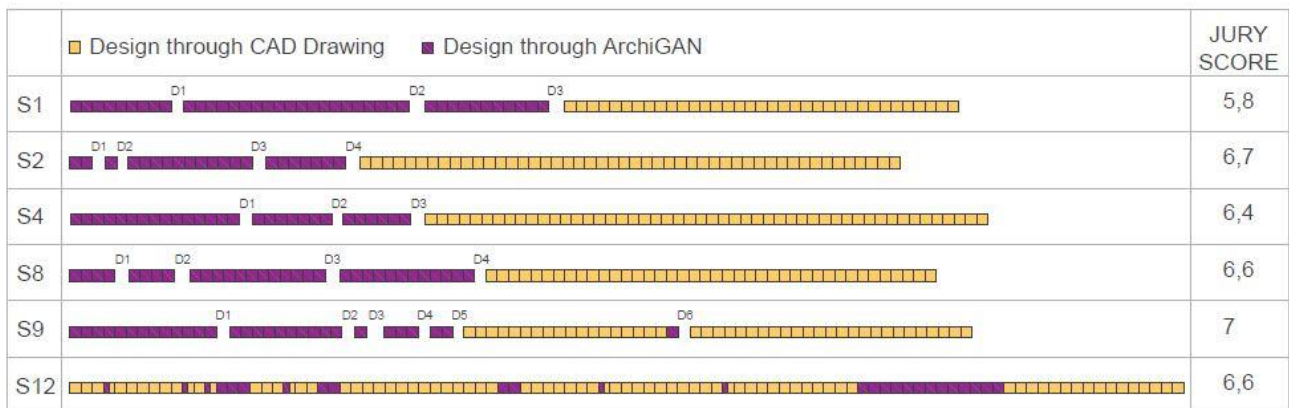 Design through CAD Drawing Design through ArchiGAN JURY SCORE
S1 D1 D2 D3 5,8
S2 D1 D2 D3 D4 6,7
S4 D1 D2 D3 6,4
S8 D1 D2 D3 D4 6,6
S9 D1 D2 D3 D4 D5 D6 7
S12 6,6